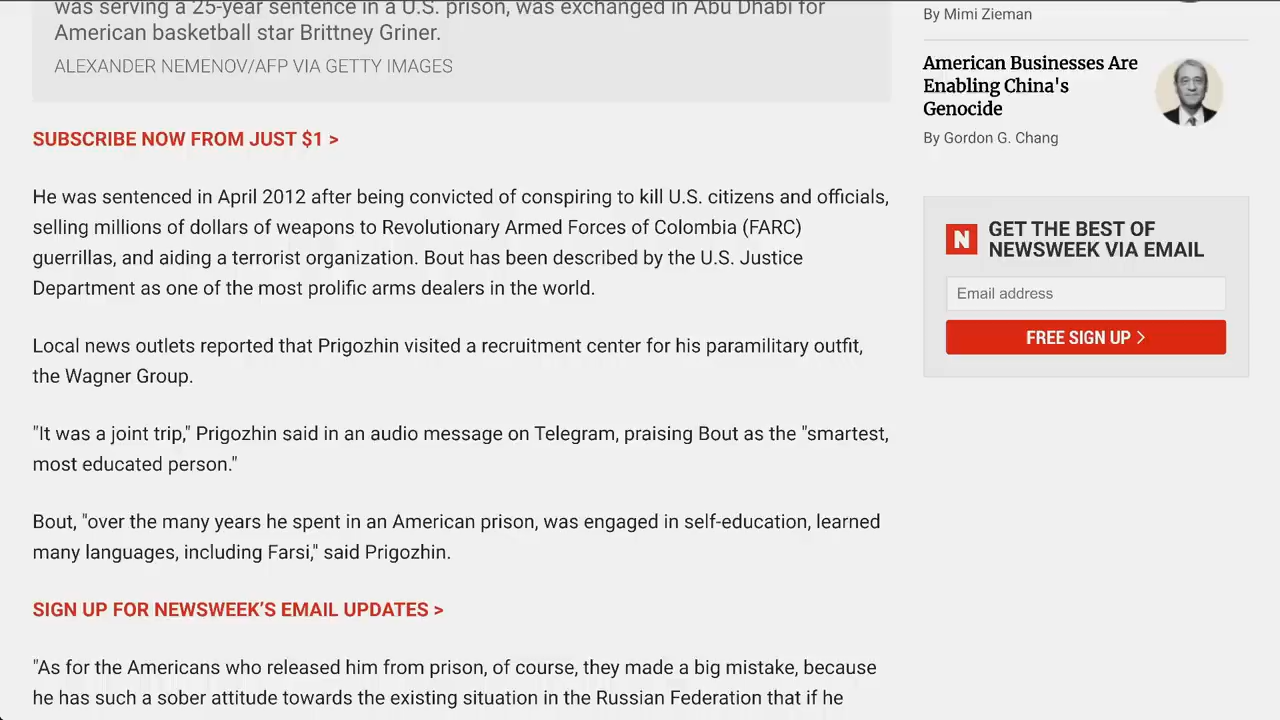 was serving a 25-year sentence in a U.S. prison, was exchanged in Abu Dhabi for
American basketball star Brittney Griner.
ALEXANDER NEMENOV/AFP VIA GETTY IMAGES
SUBSCRIBE NOW FROM JUST $1 >
He was sentenced in April 2012 after being convicted of conspiring to kill U.S. citizens and officials,
selling millions of dollars of weapons to Revolutionary Armed Forces of Colombia (FARC)
guerrillas, and aiding a terrorist organization. Bout has been described by the U.S. Justice
Department as one of the most prolific arms dealers in the world.
Local news outlets reported that Prigozhin visited a recruitment center for his paramilitary outfit,
the Wagner Group.
"It was a joint trip," Prigozhin said in an audio message on Telegram, praising Bout as the "smartest,
most educated person."
Bout, "over the many years he spent in an American prison, was engaged in self-education, learned
many languages, including Farsi," said Prigozhin.
SIGN UP FOR NEWSWEEK’S EMAIL UPDATES >
"As for the Americans who released him from prison, of course, they made a big mistake, because
he has such a sober attitude towards the existing situation in the Russian Federation that if he
By Mimi Zieman
American Businesses Are
Enabling China's
Genocide
By Gordon G. Chang
N
GET THE BEST OF
NEWSWEEK VIA EMAIL
Email address
FREE SIGN UP >